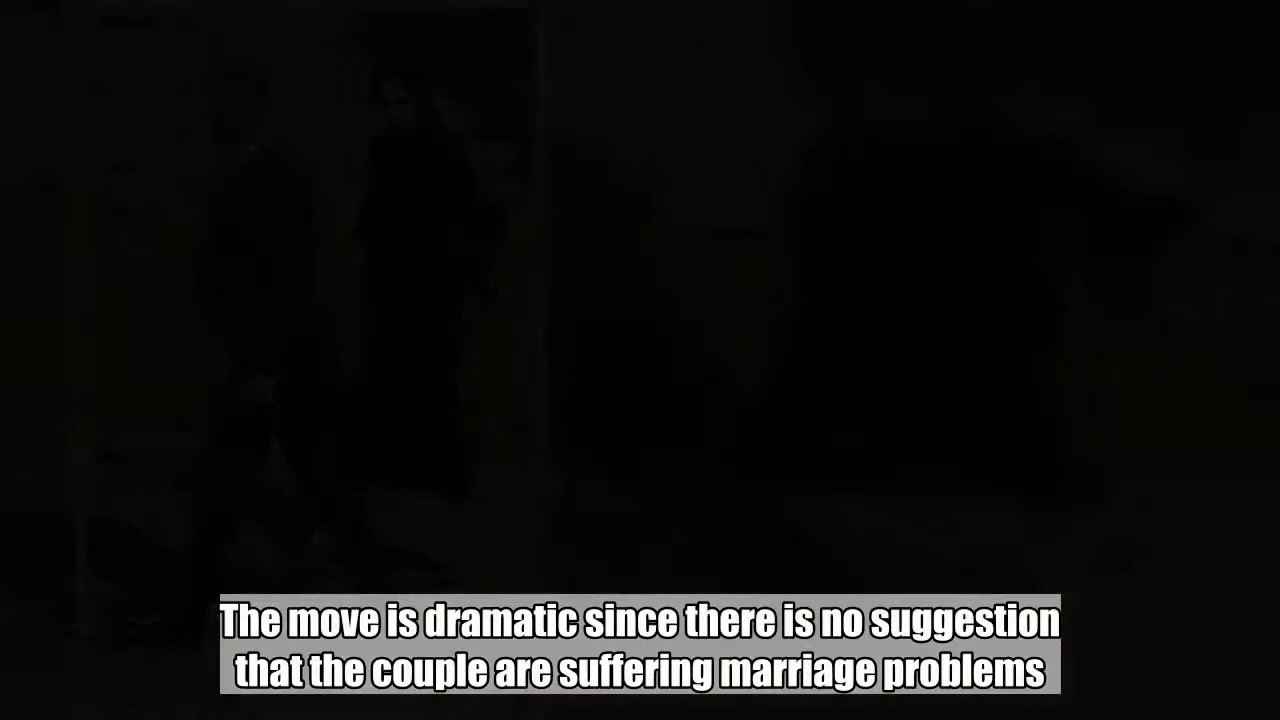 The move is dramatic since there is no suggestion
that the couple are suffering marriage problems